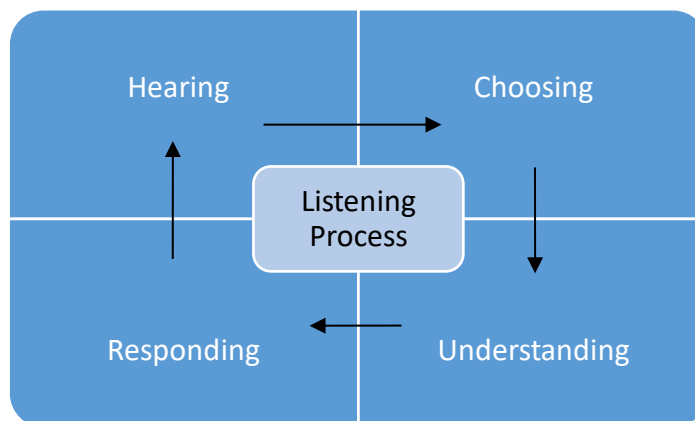 Hearing
Choosing
Listening
Process
Responding
Understanding